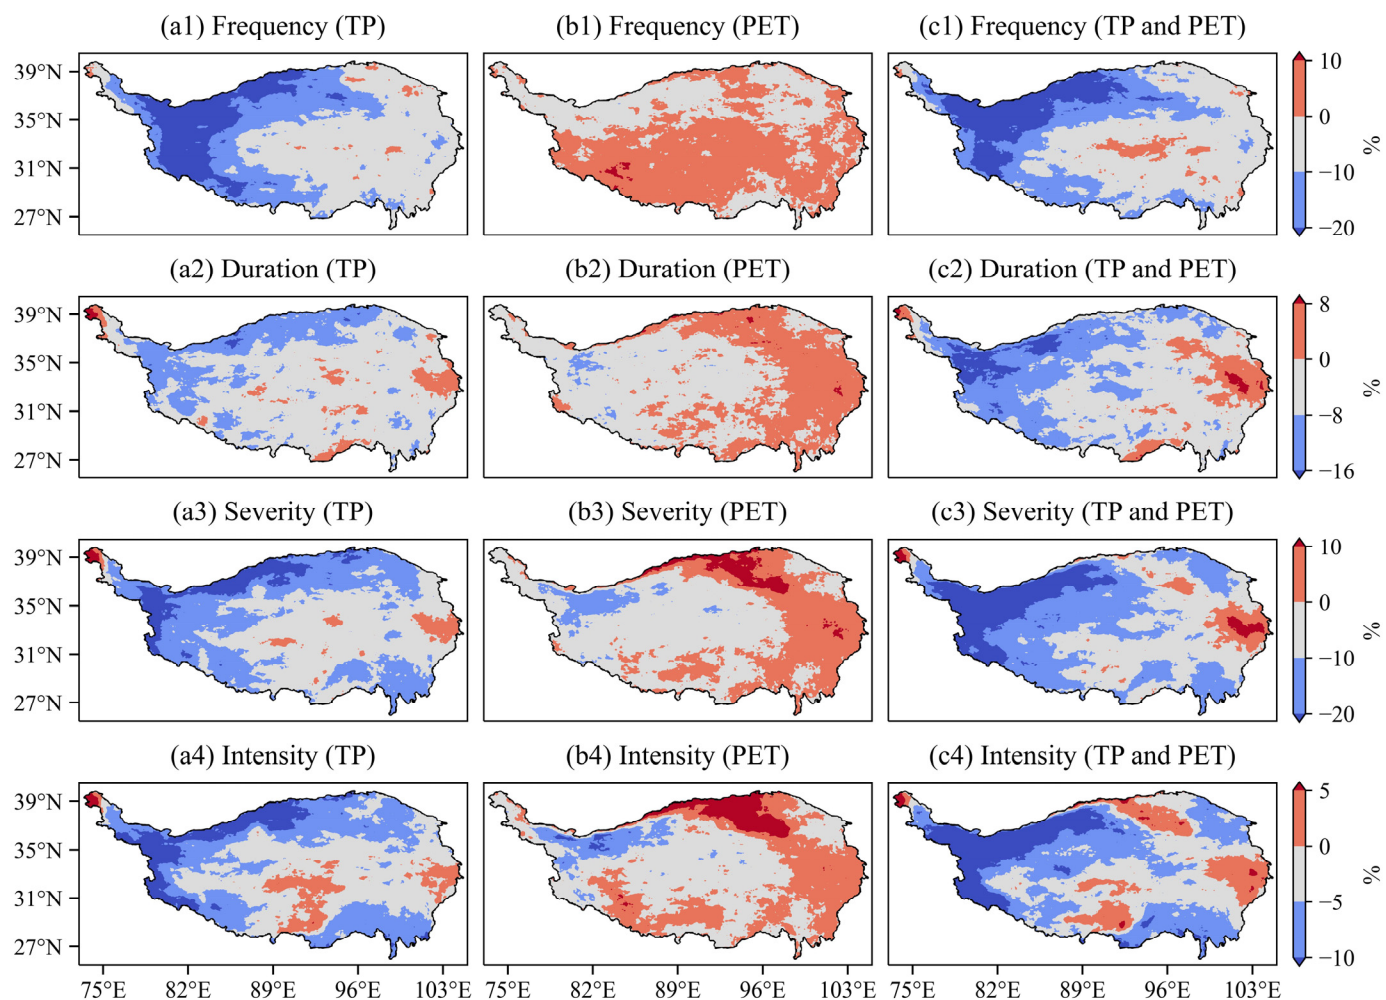 (a1) Frequency (TP)
(b1) Frequency (PET)
(c1) Frequency (TP and PET)
39°N
35°N
31°N
27°N
10
0
−10
−20
%
(a2) Duration (TP)
(b2) Duration (PET)
(c2) Duration (TP and PET)
39°N
35°N
31°N
27°N
8
0
−8
−16
%
(a3) Severity (TP)
(b3) Severity (PET)
(c3) Severity (TP and PET)
39°N
35°N
31°N
27°N
10
0
−10
−20
%
(a4) Intensity (TP)
(b4) Intensity (PET)
(c4) Intensity (TP and PET)
39°N
35°N
31°N
27°N
5
0
−5
−10
%
75°E 82°E 89°E 96°E 103°E
75°E 82°E 89°E 96°E 103°E
75°E 82°E 89°E 96°E 103°E